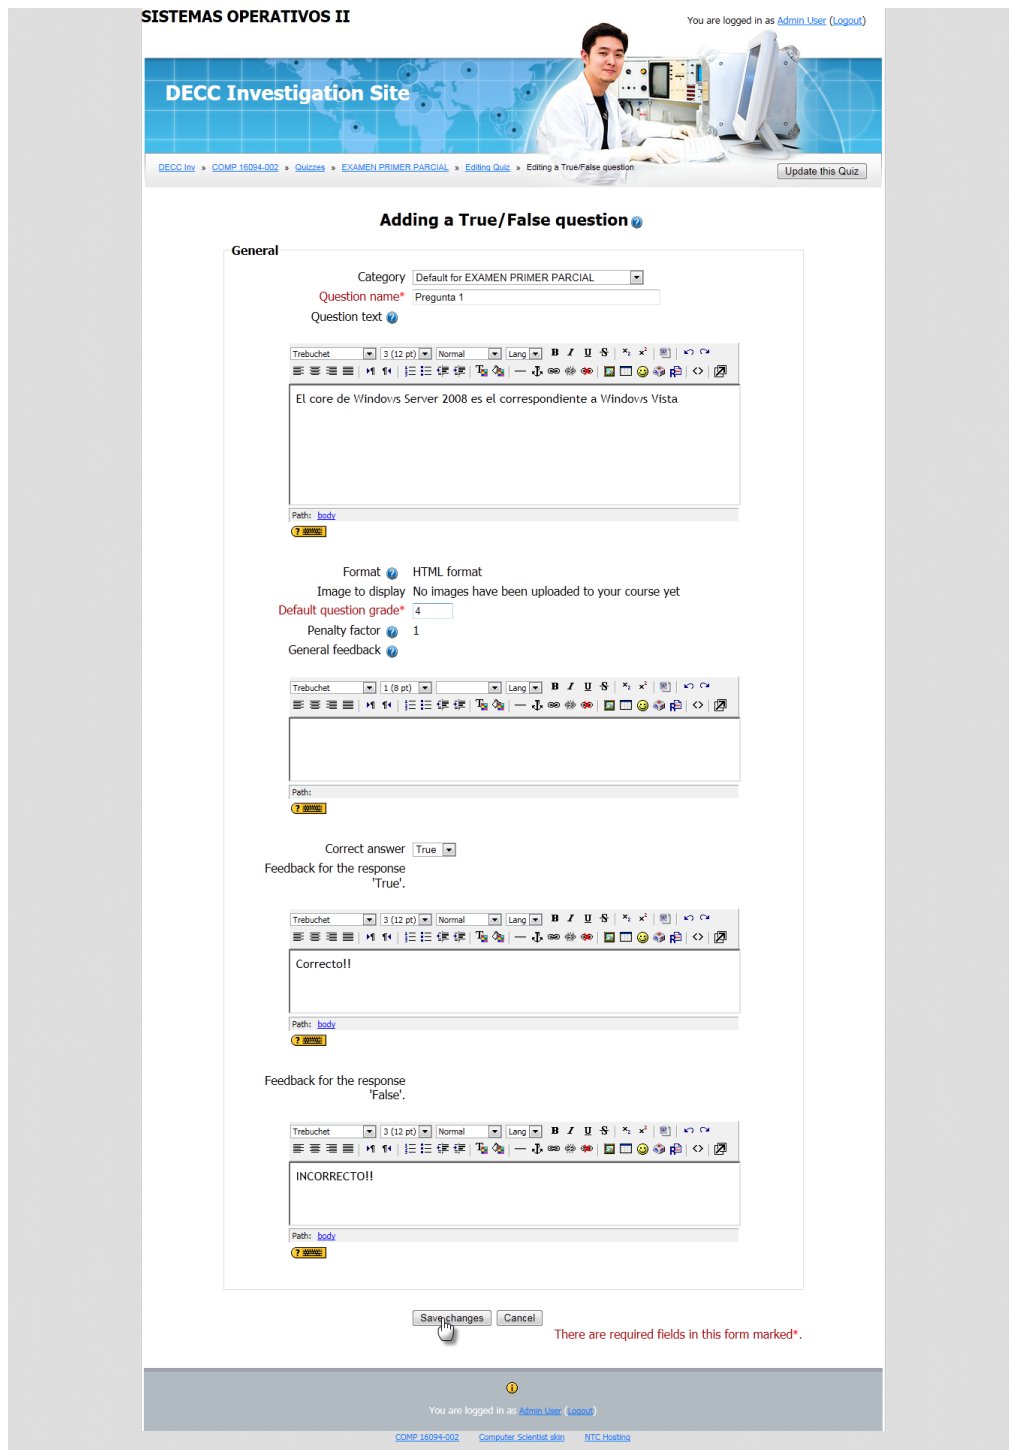 SISTEMAS OPERATIVOS II
You are logged in as Admin User (Logout)
DECC Investigation Site
DECC Inv » COMP 16094-002 » Quizzes » EXAMEN PRIMER PARCIAL » Editing Quiz » Editing a True/False question
Update this Quiz
Adding a True/False question
General
Category Default for EXAMEN PRIMER PARCIAL
Question name* Pregunta 1
Question text
Trebuchet 3 (12 pt) Normal Lang B I U S x2 x2
El core de Windows Server 2008 es el correspondiente a Windows Vista
Path: body
?
Format HTML format
Image to display No images have been uploaded to your course yet
Default question grade* 4
Penalty factor 1
General feedback
Trebuchet 1 (8 pt) Lang B I U S x2 x2
Path:
?
Correct answer True
Feedback for the response
'True'.
Trebuchet 3 (12 pt) Normal Lang B I U S x2 x2
Correcto!!
Path: body
?
Feedback for the response
'False'.
Trebuchet 3 (12 pt) Normal Lang B I U S x2 x2
INCORRECTO!!
Path: body
?
Save changes Cancel
There are required fields in this form marked*.
You are logged in as Admin User (Logout)
COMP 16094-002 Computer Scientist skin NTC Hosting